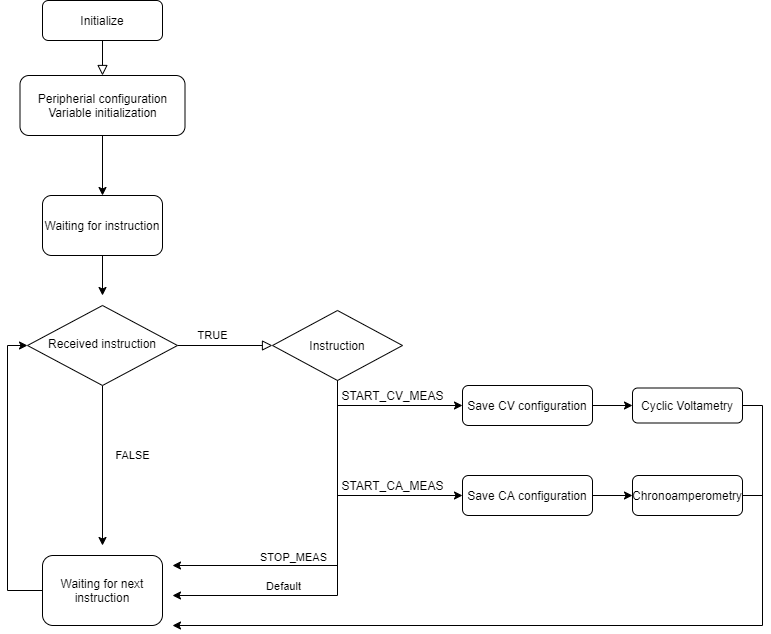 Initialize
Peripherial configuration
Variable initialization
Waiting for instruction
Received instruction
TRUE
Instruction
START_CV_MEAS
Save CV configuration
Cyclic Voltametry
FALSE
START_CA_MEAS
Save CA configuration
Chronoamperometry
STOP_MEAS
Default
Waiting for next
instruction